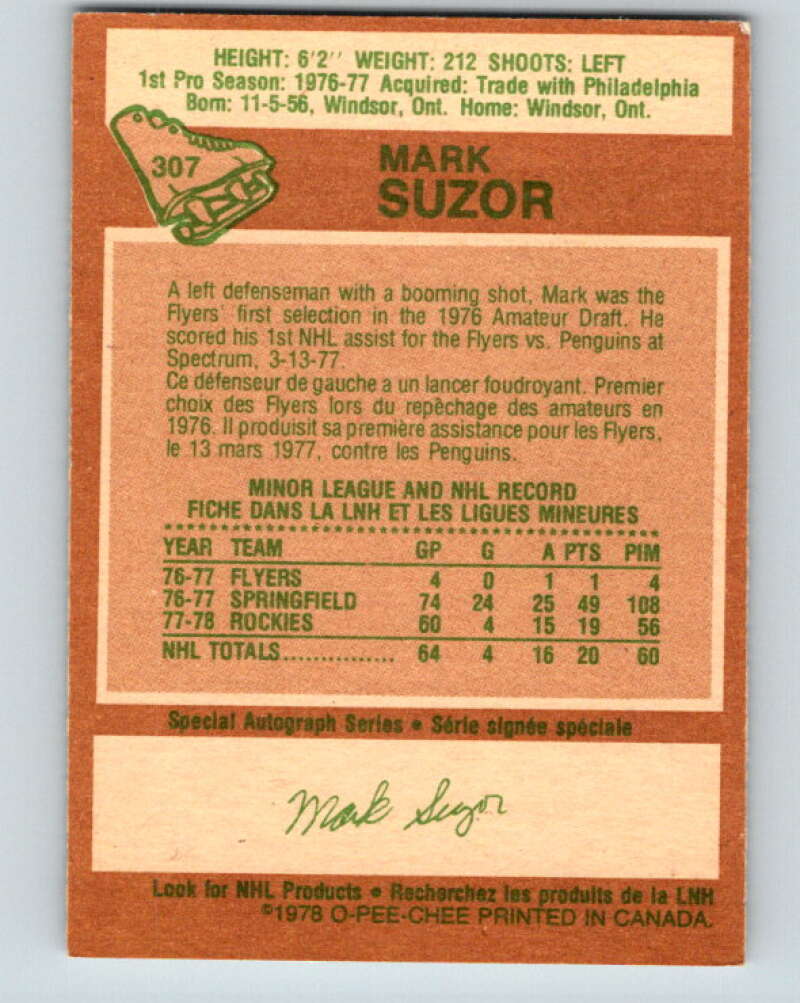 HEIGHT: 6'2'' WEIGHT: 212 SHOOTS: LEFT
1st Pro Season: 1976-77 Acquired: Trade with Philadelphia
Born: 11-5-56, Windsor, Ont. Home: Windsor, Ont.
307
MARK
SUZOR
A left defenseman with a booming shot, Mark was the
Flyers' first selection in the 1976 Amateur Draft. He
scored his 1st NHL assist for the Flyers vs. Penguins at
Spectrum, 3-13-77.
Ce défenseur de gauche a un lancer foudroyant. Premier
choix des Flyers lors du repèchage des amateurs en
1976. Il produisit sa première assistance pour les Flyers,
le 13 mars 1977, contre les Penguins.
MINOR LEAGUE AND NHL RECORD
FICHE DANS LA LNH ET LES LIGUES MINEURES
YEAR TEAM GP G A PTS PIM
76-77 FLYERS 4 0 1 1 4
76-77 SPRINGFIELD 74 24 25 49 108
77-78 ROCKIES 60 4 15 19 56
NHL TOTALS............... 64 4 16 20 60
Special Autograph Series • Série signée spéciale
Mark Suzor
Look for NHL Products • Recherchez les produits de la LNH
©1978 O-PEE-CHEE PRINTED IN CANADA.